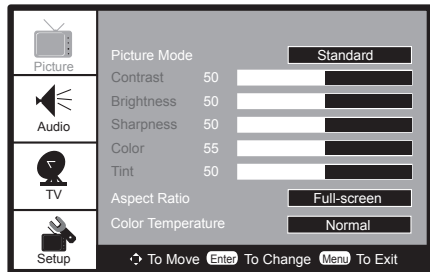 Picture
Audio
TV
Setup
Picture Mode Standard
Contrast 50
Brightness 50
Sharpness 50
Color 55
Tint 50
Aspect Ratio Full-screen
Color Temperature Normal
To Move Enter To Change Menu To Exit